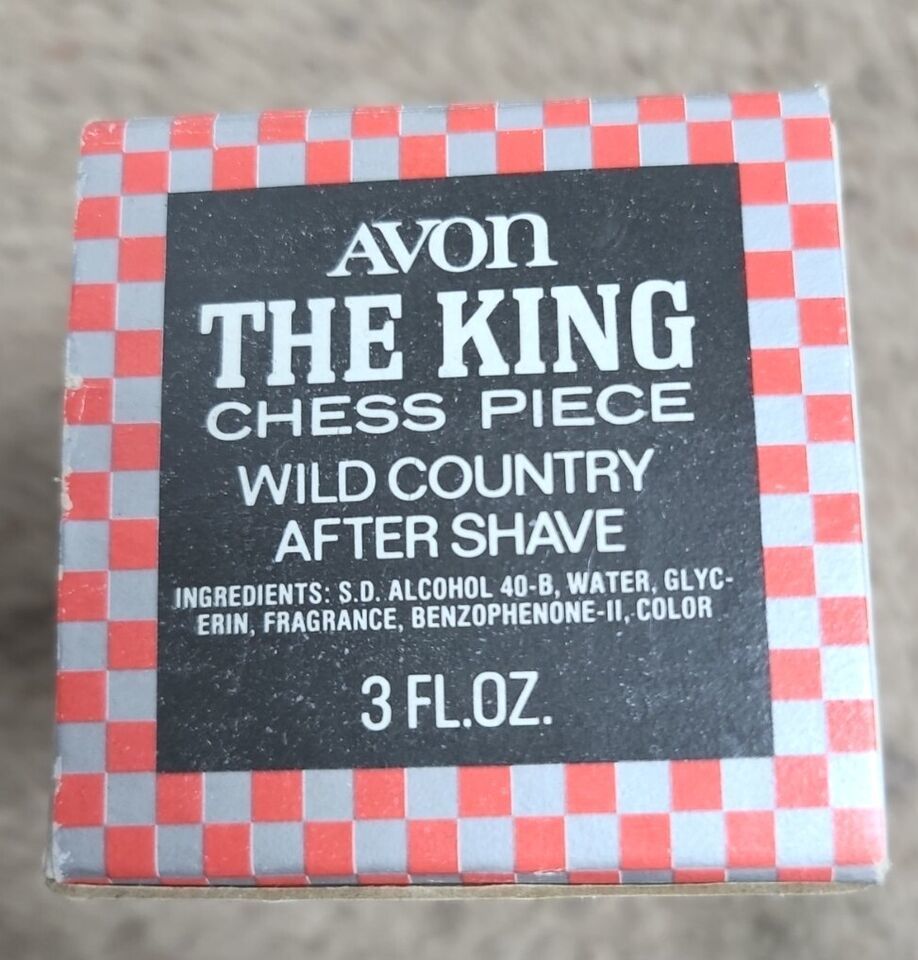 AVON
THE KING
CHESS PIECE
WILD COUNTRY
AFTER SHAVE
INGREDIENTS: S.D. ALCOHOL 40-B, WATER, GLYC-
ERIN, FRAGRANCE, BENZOPHENONE-II, COLOR
3 FL.OZ.